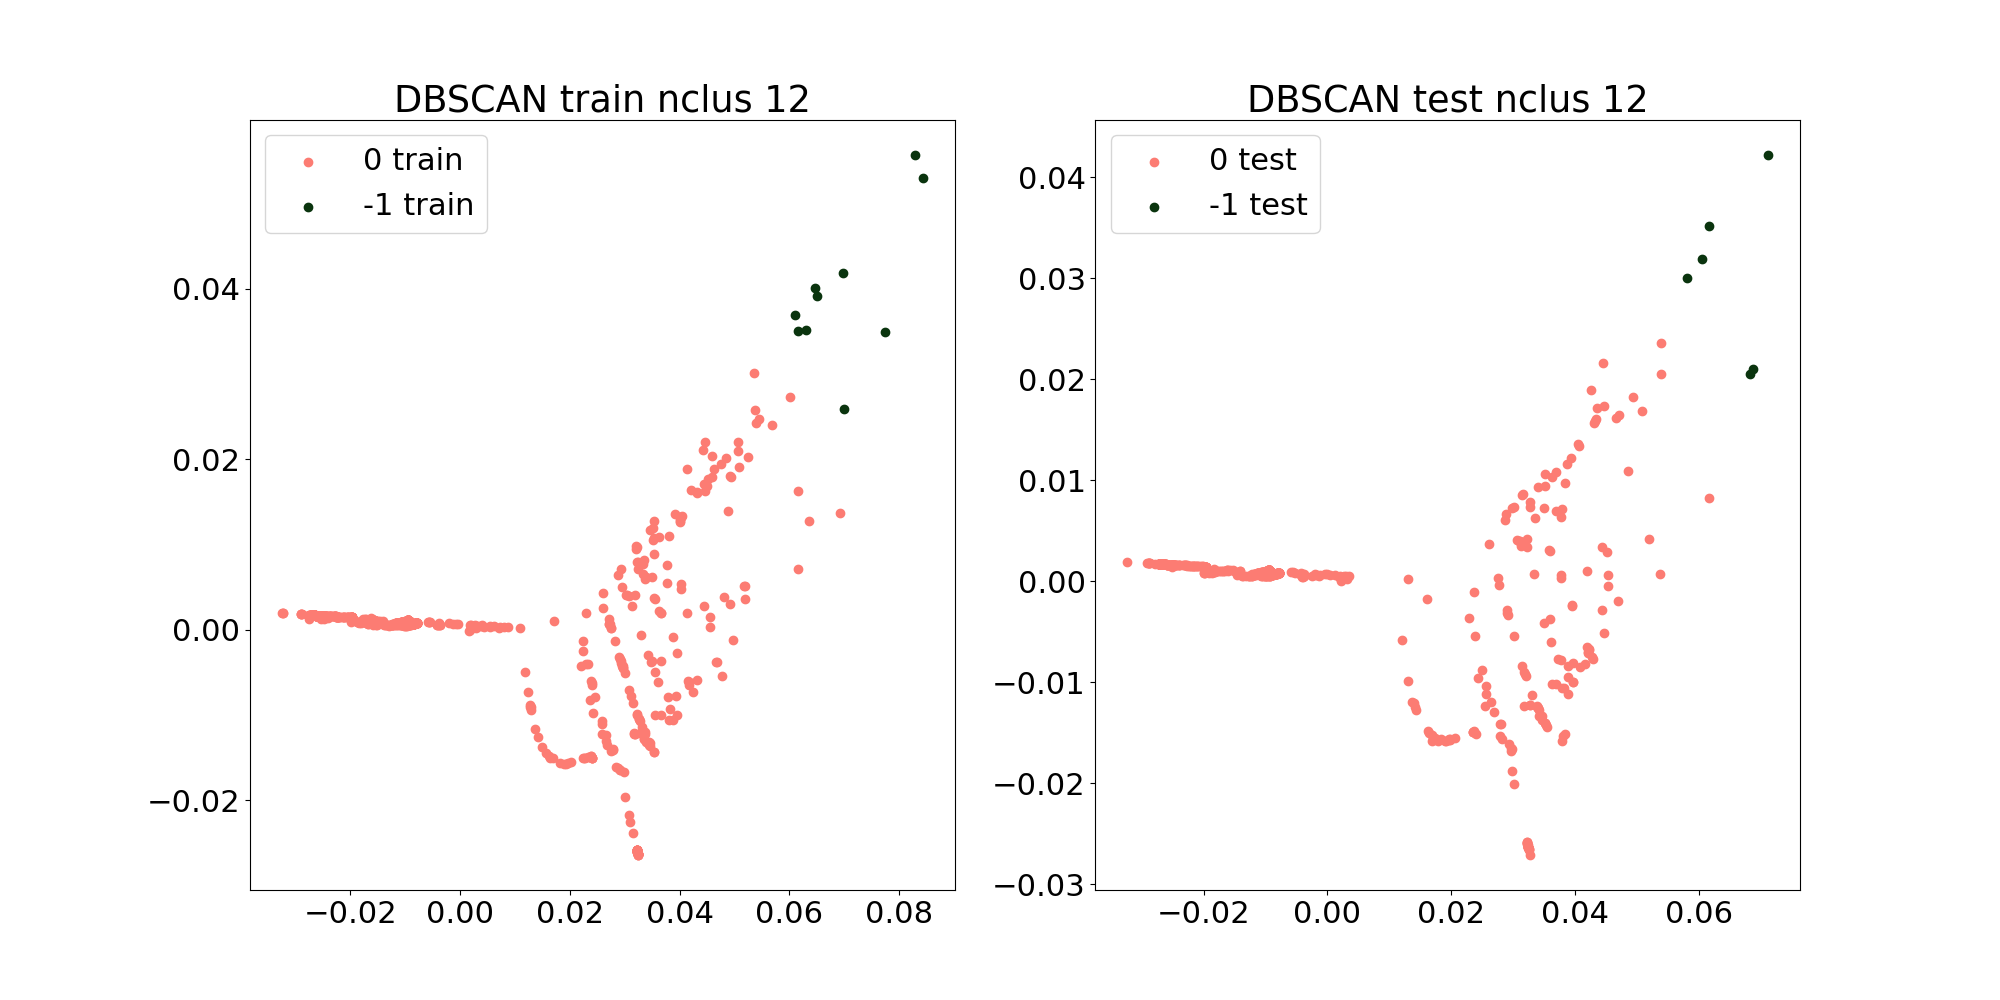 DBSCAN train nclus 12
0 train
-1 train
0.04
0.02
0.00
−0.02
−0.02 0.00 0.02 0.04 0.06 0.08
DBSCAN test nclus 12
0 test
-1 test
0.04
0.03
0.02
0.01
0.00
−0.01
−0.02
−0.03
−0.02 0.00 0.02 0.04 0.06